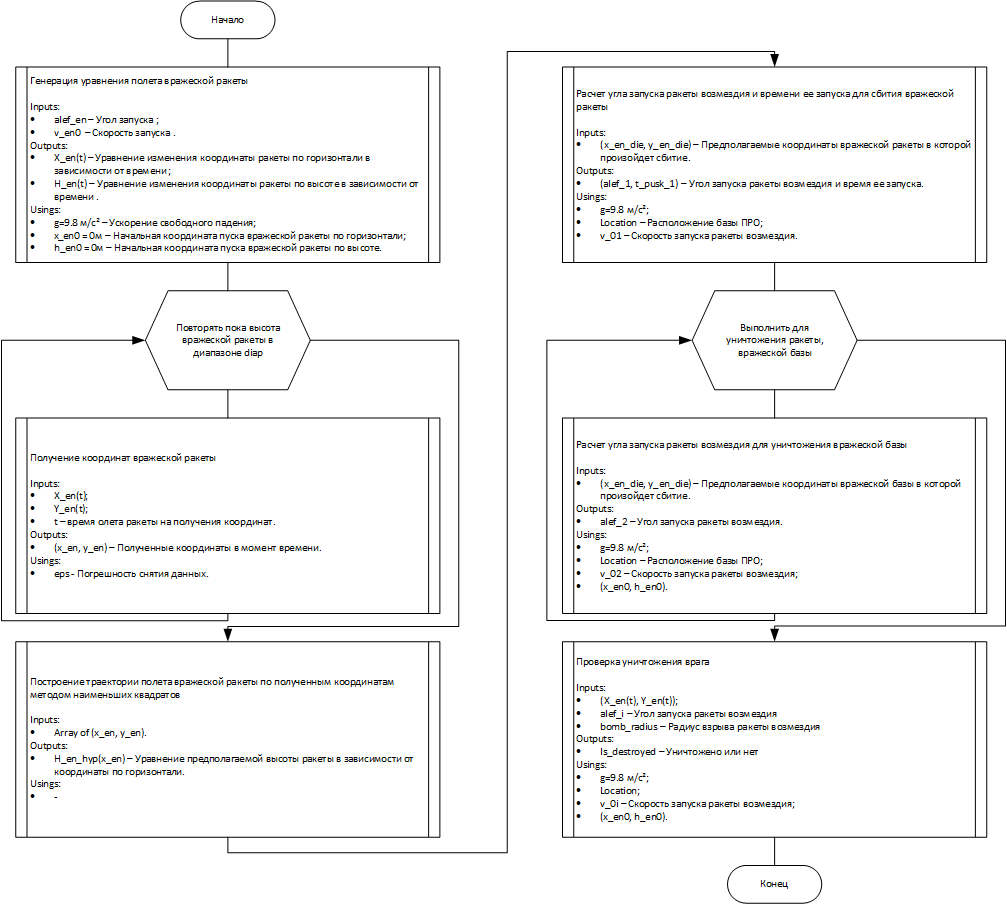 Начало
Генерация уравнения полета вражеской ракеты
Inputs:
• alef_en – Угол запуска ;
• v_en0 – Скорость запуска .
Outputs:
• X_en(t) – Уравнение изменения координаты ракеты по горизонтали в
зависимости от времени ;
• H_en(t) – Уравнение изменения координаты ракеты по высоте в зависимости от
времени .
Usings:
• g=9.8 м/с² – Ускорение свободного падения;
• x_en0 = 0м – Начальная координата пуска вражеской ракеты по горизонтали;
• h_en0 = 0м – Начальная координата пуска вражеской ракеты по высоте.
Повторять пока высота
вражеской ракеты в
диапазоне diap
Получение координат вражеской ракеты
Inputs:
• X_en(t);
• Y_en(t);
• t – время олета ракеты на получения координат.
Outputs:
• (x_en, y_en) – Полученные координаты в момент времени.
Usings:
• eps - Погрешность снятия данных.
Построение траектории полета вражеской ракеты по полученным координатам
методом наименьших квадратов
Inputs:
• Array of (x_en, y_en).
Outputs:
• H_en_hyp(x_en) – Уравнение предполагаемой высоты ракеты в зависимости от
координаты по горизонтали.
Usings:
• -
Расчет угла запуска ракеты возмездия и времени ее запуска для сбития вражеской
ракеты
Inputs:
• (x_en_die, y_en_die) – Предполагаемые координаты вражеской ракеты в которой
произойдет сбитие.
Outputs:
• (alef_1, t_pusk_1) – Угол запуска ракеты возмездия и время ее запуска.
Usings:
• g=9.8 м/с²;
• Location – Расположение базы ПРО;
• v_01 – Скорость запуска ракеты возмездия.
Выполнить для
уничтожения ракеты,
вражеской базы
Расчет угла запуска ракеты возмездия для уничтожения вражеской базы
Inputs:
• (x_en_die, y_en_die) – Предполагаемые координаты вражеской базы в которой
произойдет сбитие.
Outputs:
• alef_2 – Угол запуска ракеты возмездия.
Usings:
• g=9.8 м/с²;
• Location – Расположение базы ПРО;
• v_02 – Скорость запуска ракеты возмездия;
• (x_en0, h_en0).
Проверка уничтожения врага
Inputs:
• (X_en(t), Y_en(t));
• alef_i – Угол запуска ракеты возмездия
• bomb_radius – Радиус взрыва ракеты возмездия
Outputs:
• Is_destroyed – Уничтожено или нет
Usings:
• g=9.8 м/с²;
• Location;
• v_0i – Скорость запуска ракеты возмездия;
• (x_en0, h_en0).
Конец